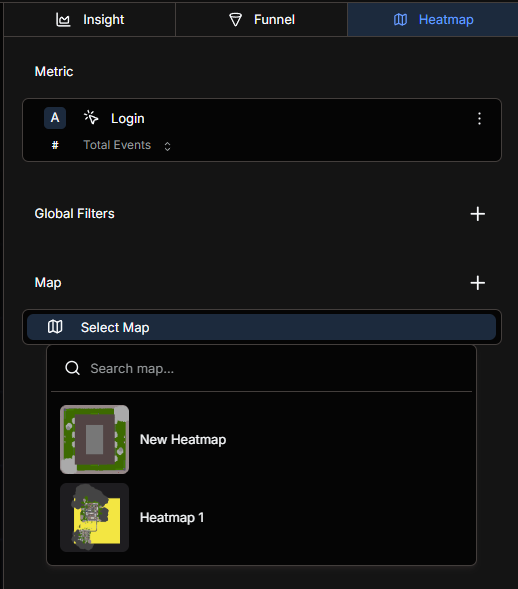 Insight
Funnel
Heatmap
Metric
A
Login
#
Total Events
Global Filters
Map
Select Map
Search map...
New Heatmap
Heatmap 1